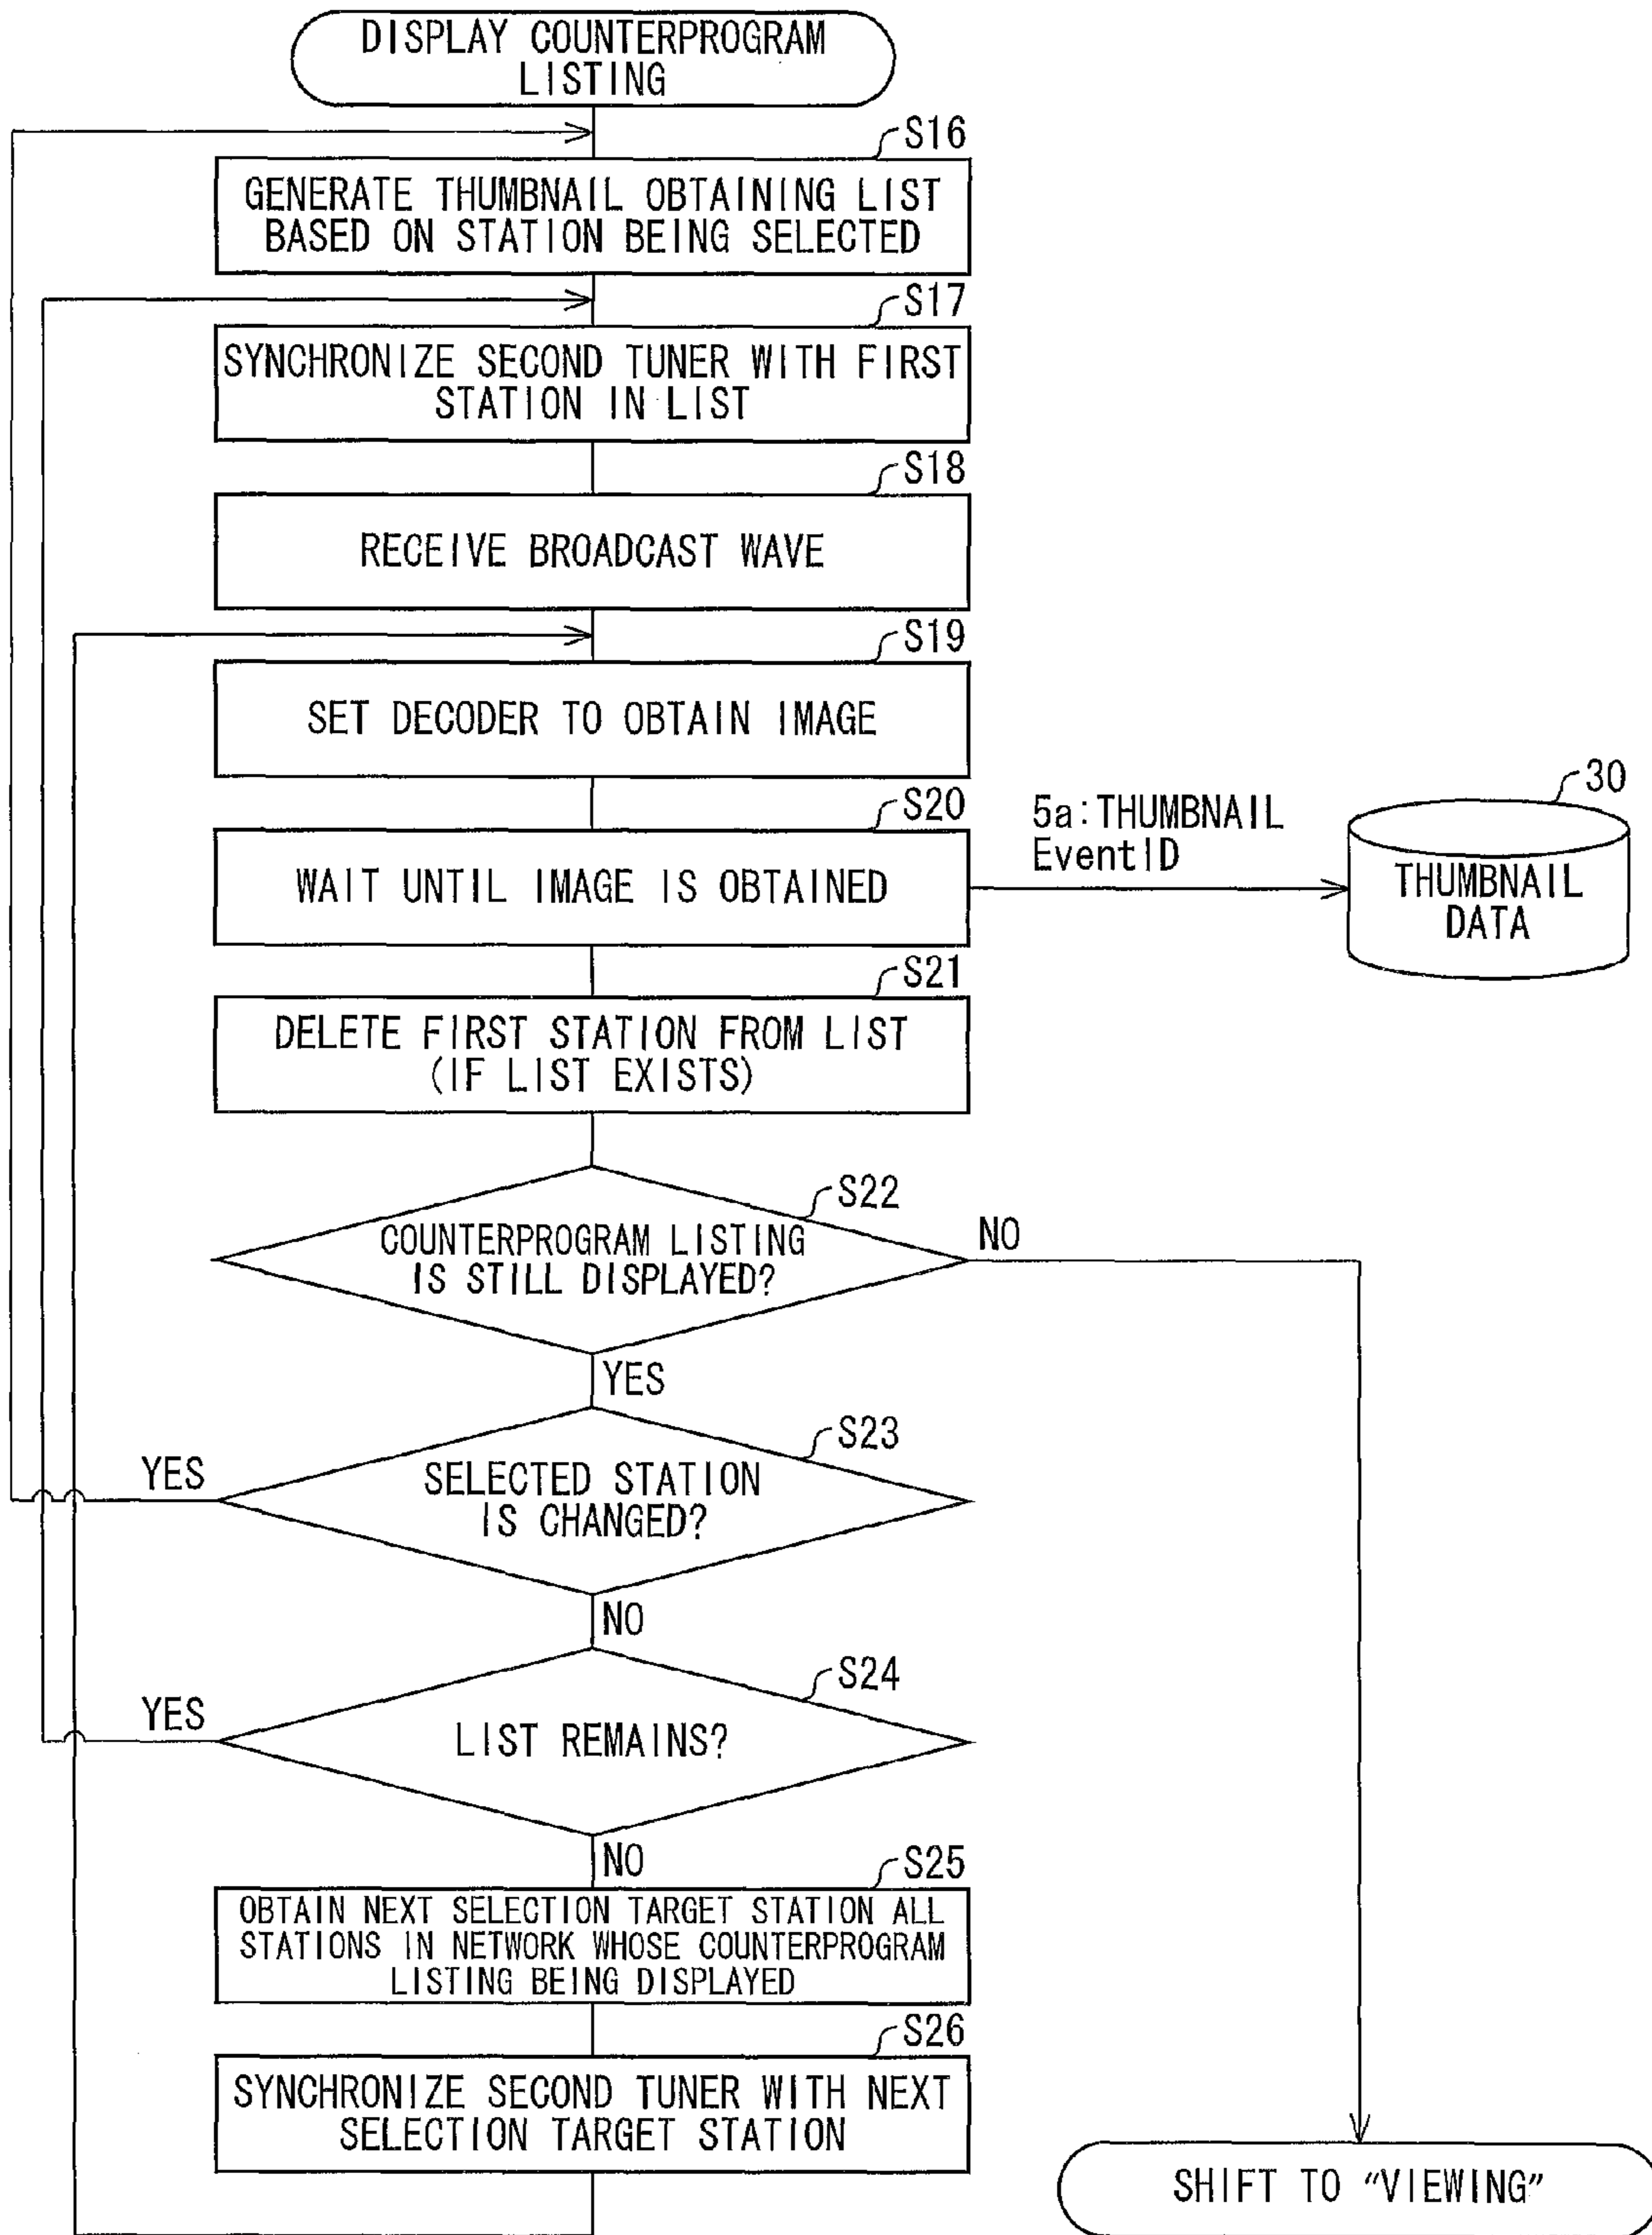 DISPLAY COUNTERPROGRAM
LISTING
S16
GENERATE THUMBNAIL OBTAINING LIST
BASED ON STATION BEING SELECTED
S17
SYNCHRONIZE SECOND TUNER WITH FIRST
STATION IN LIST
S18
RECEIVE BROADCAST WAVE
S19
SET DECODER TO OBTAIN IMAGE
S20
WAIT UNTIL IMAGE IS OBTAINED
5a:THUMBNAIL
EventID
30
THUMBNAIL
DATA
S21
DELETE FIRST STATION FROM LIST
(IF LIST EXISTS)
S22
COUNTERPROGRAM LISTING
IS STILL DISPLAYED?
NO
YES
S23
SELECTED STATION
IS CHANGED?
YES
NO
S24
LIST REMAINS?
YES
NO
S25
OBTAIN NEXT SELECTION TARGET STATION ALL
STATIONS IN NETWORK WHOSE COUNTERPROGRAM
LISTING BEING DISPLAYED
S26
SYNCHRONIZE SECOND TUNER WITH NEXT
SELECTION TARGET STATION
SHIFT TO “VIEWING”